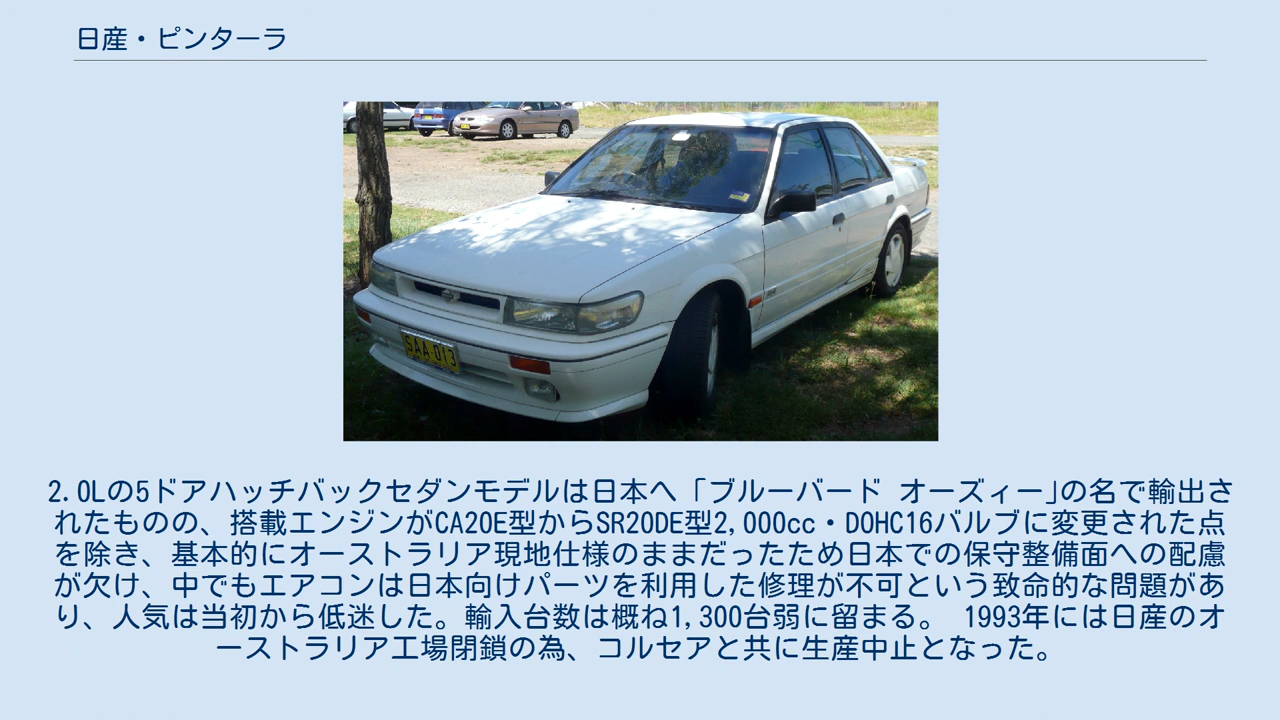 日産・ピンターラ
SAA·013
2.0Lの5ドアハッチバックセダンモデルは日本へ「ブルーバード オーズィー」の名で輸出さ
れたものの、搭載エンジンがCA20E型からSR20DE型2,000cc・DOHC16バルブに変更された点
を除き、基本的にオーストラリア現地仕様のままだったため日本での保守整備面への配慮
が欠け、中でもエアコンは日本向けパーツを利用した修理が不可という致命的な問題があ
り、人気は当初から低迷した。輸入台数は概ね1,300台弱に留まる。 1993年には日産のオ
ーストラリア工場閉鎖の為、コルセアと共に生産中止となった。